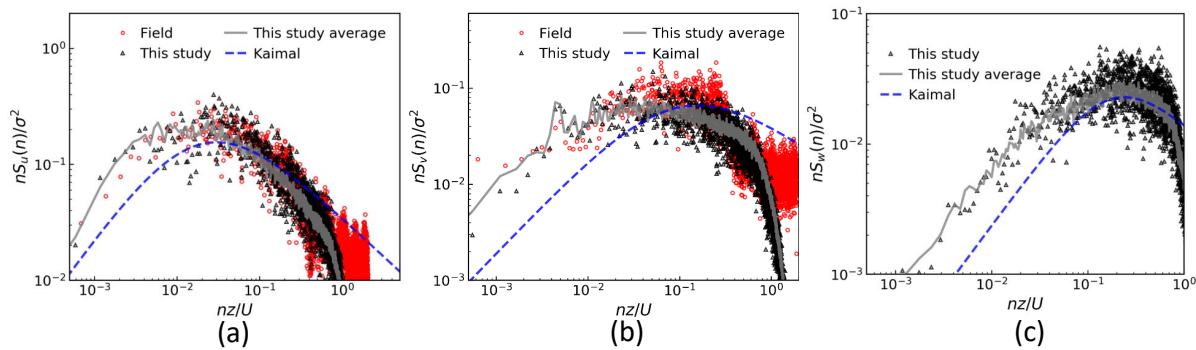 Field
This study
This study average
Kaimal
10⁰
10⁻¹
10⁻²
nSᵤ(n)/σ²
10⁻³ 10⁻² 10⁻¹ 10⁰
nz/U
(a)
Field
This study
This study average
Kaimal
10⁻¹
10⁻²
10⁻³
nSᵥ(n)/σ²
10⁻³ 10⁻² 10⁻¹ 10⁰
nz/U
(b)
This study
This study average
Kaimal
10⁻¹
10⁻²
10⁻³
nS_w(n)/σ²
10⁻³ 10⁻² 10⁻¹ 10⁰
nz/U
(c)